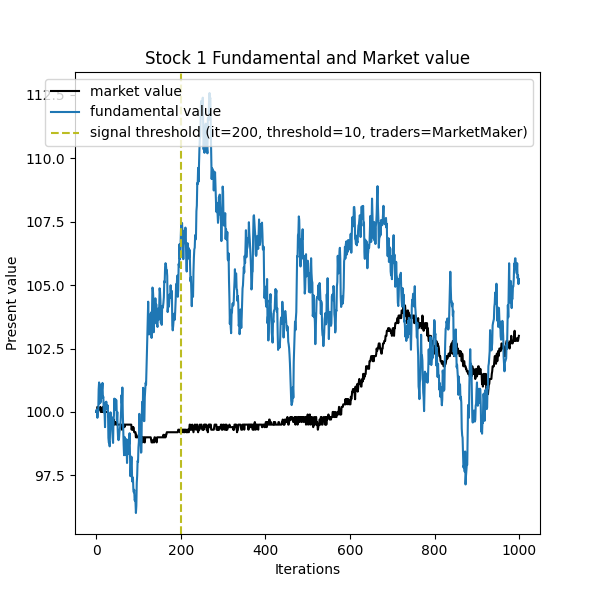 Stock 1 Fundamental and Market value
market value
fundamental value
signal threshold (it=200, threshold=10, traders=MarketMaker)
Present value
112.5
110.0
107.5
105.0
102.5
100.0
97.5
0 200 400 600 800 1000
Iterations